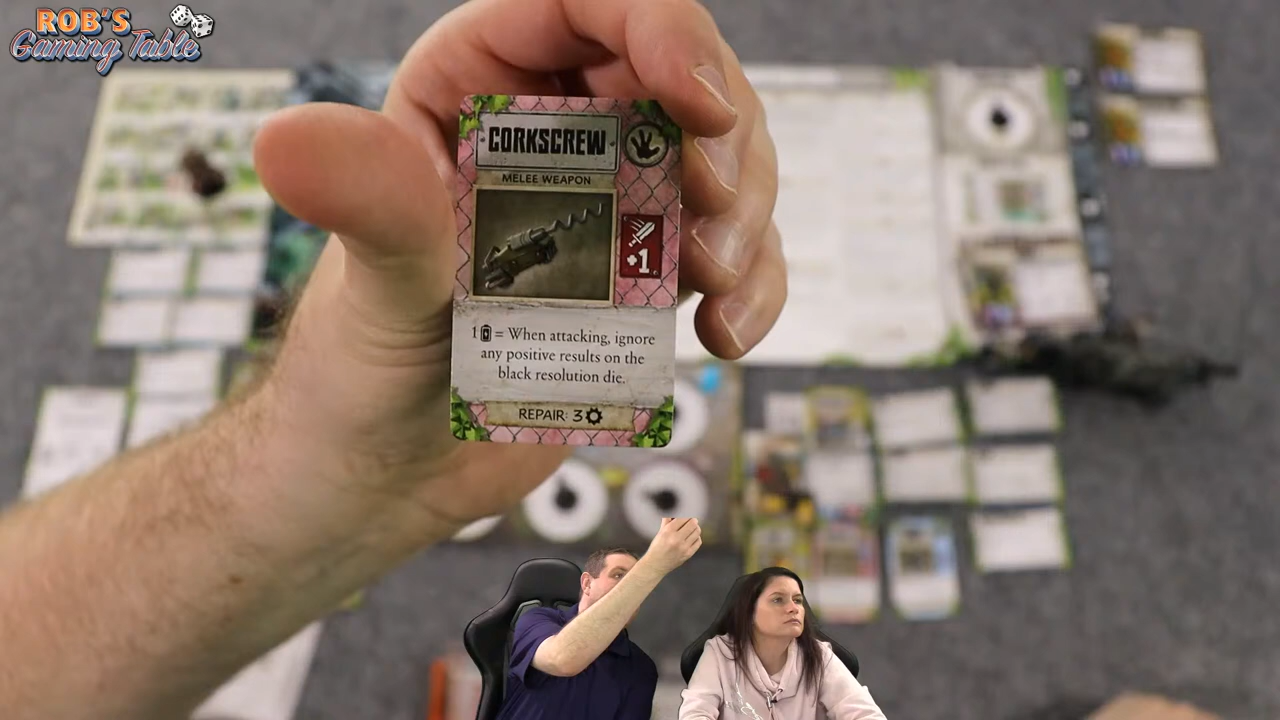 ROB'S
Gaming Table
CORKSCREW
MELEE WEAPON
+1
1 = When attacking, ignore
any positive results on the
black resolution die.
REPAIR: 3